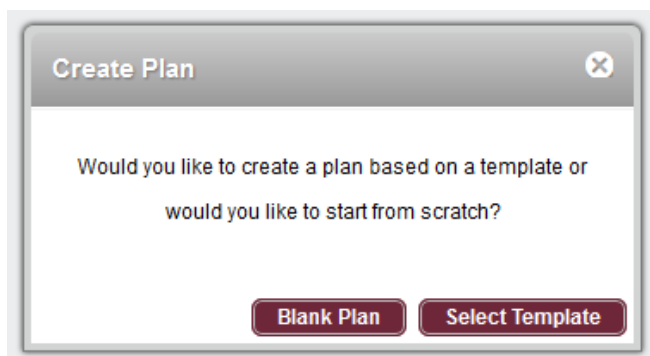 Create Plan
Would you like to create a plan based on a template or
would you like to start from scratch?
Blank Plan Select Template